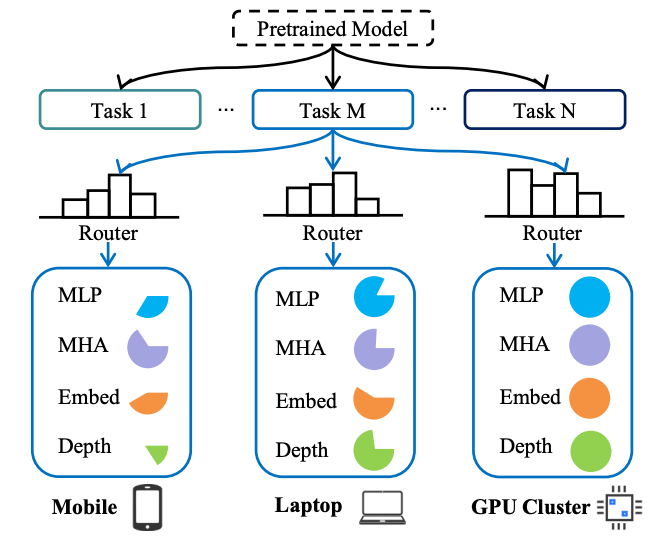 Pretrained Model
Task 1 ... Task M ... Task N
Router Router Router
MLP
MHA
Embed
Depth
MLP
MHA
Embed
Depth
MLP
MHA
Embed
Depth
Mobile Laptop GPU Cluster